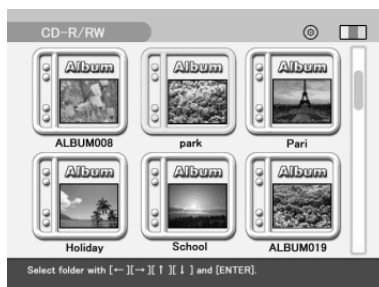 CD-R/RW
Album Album Album
ALBUM008 park Pari
Album Album Album
Holiday School ALBUM019
Select folder with [← ][→ ][ ↑ ][ ↓ ] and [ENTER].